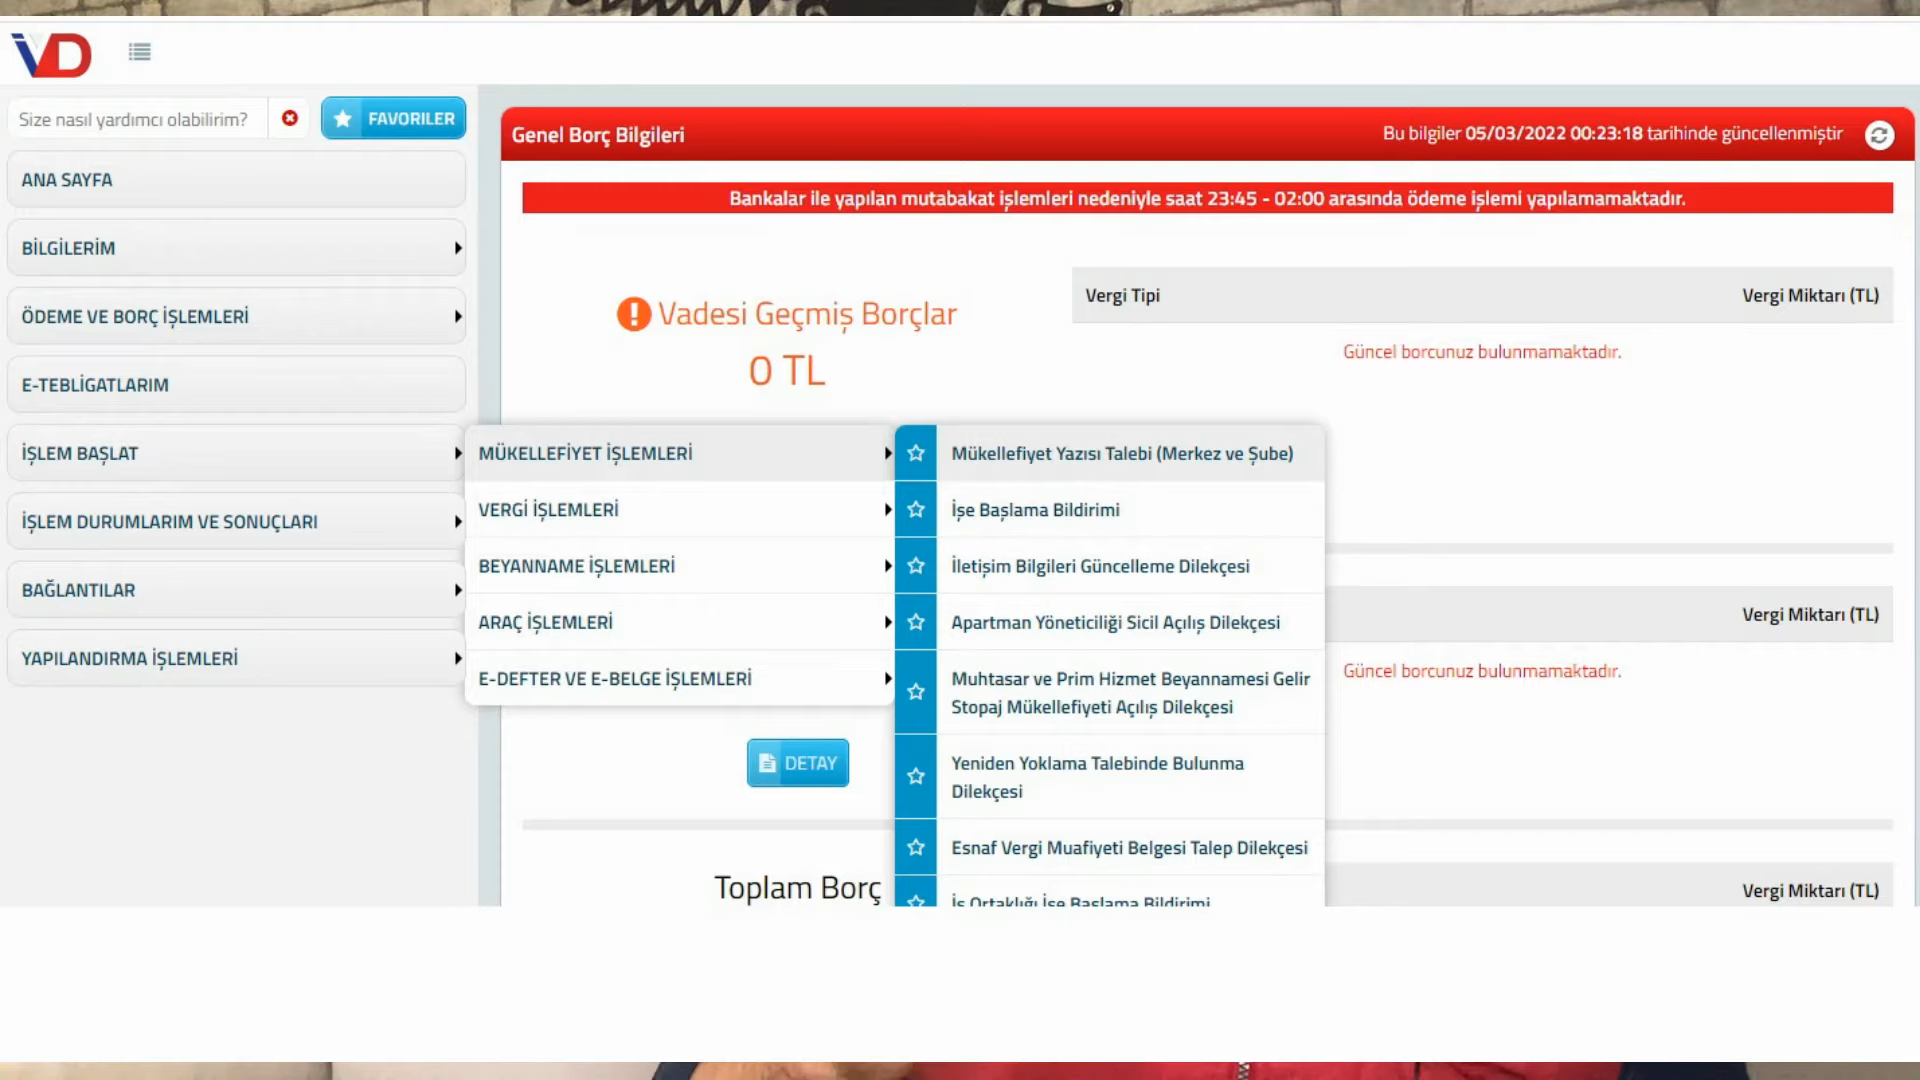 İVD
Size nasıl yardımcı olabilirim?
FAVORİLER
ANA SAYFA
BİLGİLERİM
ÖDEME VE BORÇ İŞLEMLERİ
E-TEBLİGATLARIM
İŞLEM BAŞLAT
İŞLEM DURUMLARIM VE SONUÇLARI
BAĞLANTILAR
YAPILANDIRMA İŞLEMLERİ
Genel Borç Bilgileri
Bu bilgiler 05/03/2022 00:23:18 tarihinde güncellenmiştir
Bankalar ile yapılan mutabakat işlemleri nedeniyle saat 23:45 - 02:00 arasında ödeme işlemi yapılamamaktadır.
Vadesi Geçmiş Borçlar
0 TL
Vergi Tipi
Vergi Miktarı (TL)
Güncel borcunuz bulunmamaktadır.
MÜKELLEFİYET İŞLEMLERİ
VERGİ İŞLEMLERİ
BEYANNAME İŞLEMLERİ
ARAÇ İŞLEMLERİ
E-DEFTER VE E-BELGE İŞLEMLERİ
Mükellefiyet Yazısı Talebi (Merkez ve Şube)
İşe Başlama Bildirimi
İletişim Bilgileri Güncelleme Dilekçesi
Apartman Yöneticiliği Sicil Açılış Dilekçesi
Muhtasar ve Prim Hizmet Beyannamesi Gelir
Stopaj Mükellefiyeti Açılış Dilekçesi
Yeniden Yoklama Talebinde Bulunma
Dilekçesi
Esnaf Vergi Muafiyeti Belgesi Talep Dilekçesi
İş Ortaklığı İşe Başlama Bildirimi
Vergi Miktarı (TL)
Güncel borcunuz bulunmamaktadır.
DETAY
Toplam Borç
Vergi Miktarı (TL)